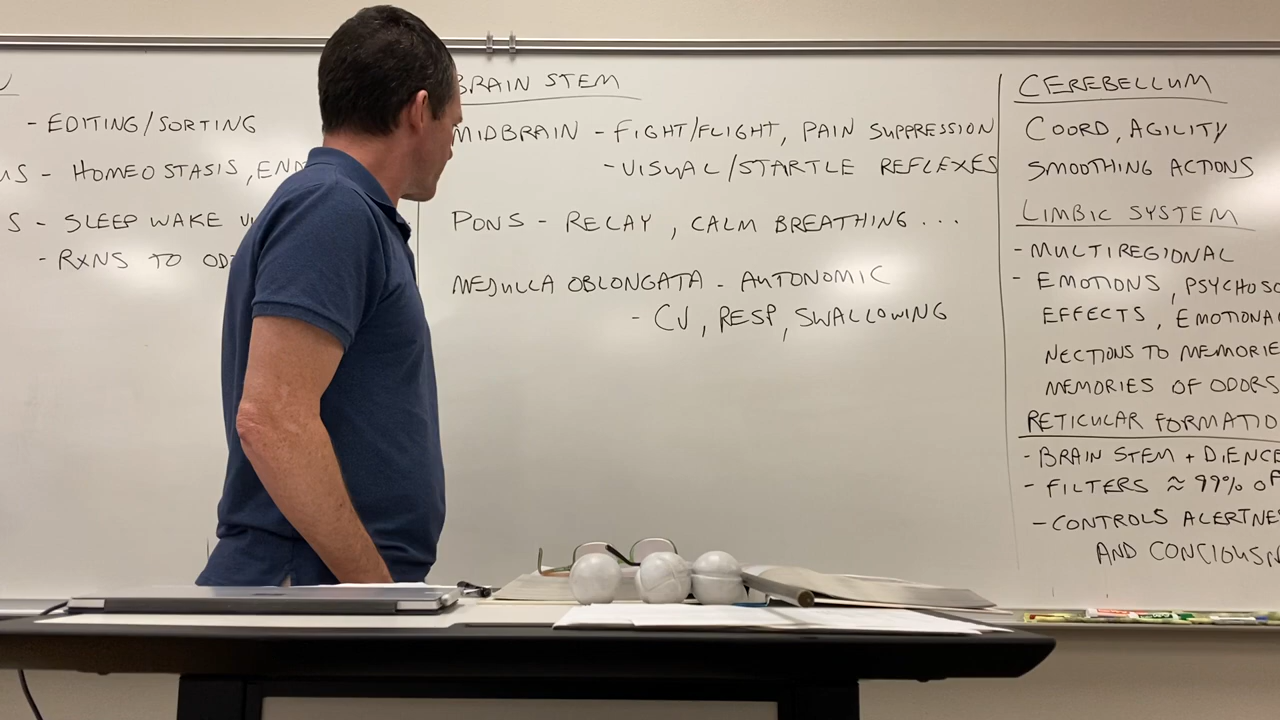 - EDITING/SORTING
- HOMEOSTASIS,
- SLEEP WAKE
- RXNS TO
BRAIN STEM
MIDBRAIN - FIGHT/FLIGHT, PAIN SUPPRESSION
- VISUAL/STARTLE REFLEXES
PONS - RELAY, CALM BREATHING ...
MEDULLA OBLONGATA - AUTONOMIC
- CV, RESP, SWALLOWING
CEREBELLUM
COORD, AGILITY
SMOOTHING ACTIONS
LIMBIC SYSTEM
- MULTIREGIONAL
- EMOTIONS, PSYCHOSO
EFFECTS, EMOTIONA
NECTIONS TO MEMORIE
MEMORIES OF ODORS
RETICULAR FORMATIO
- BRAIN STEM + DIENCE
- FILTERS ≈ 99% OF
- CONTROLS ALERTNE
AND CONCIOUSN